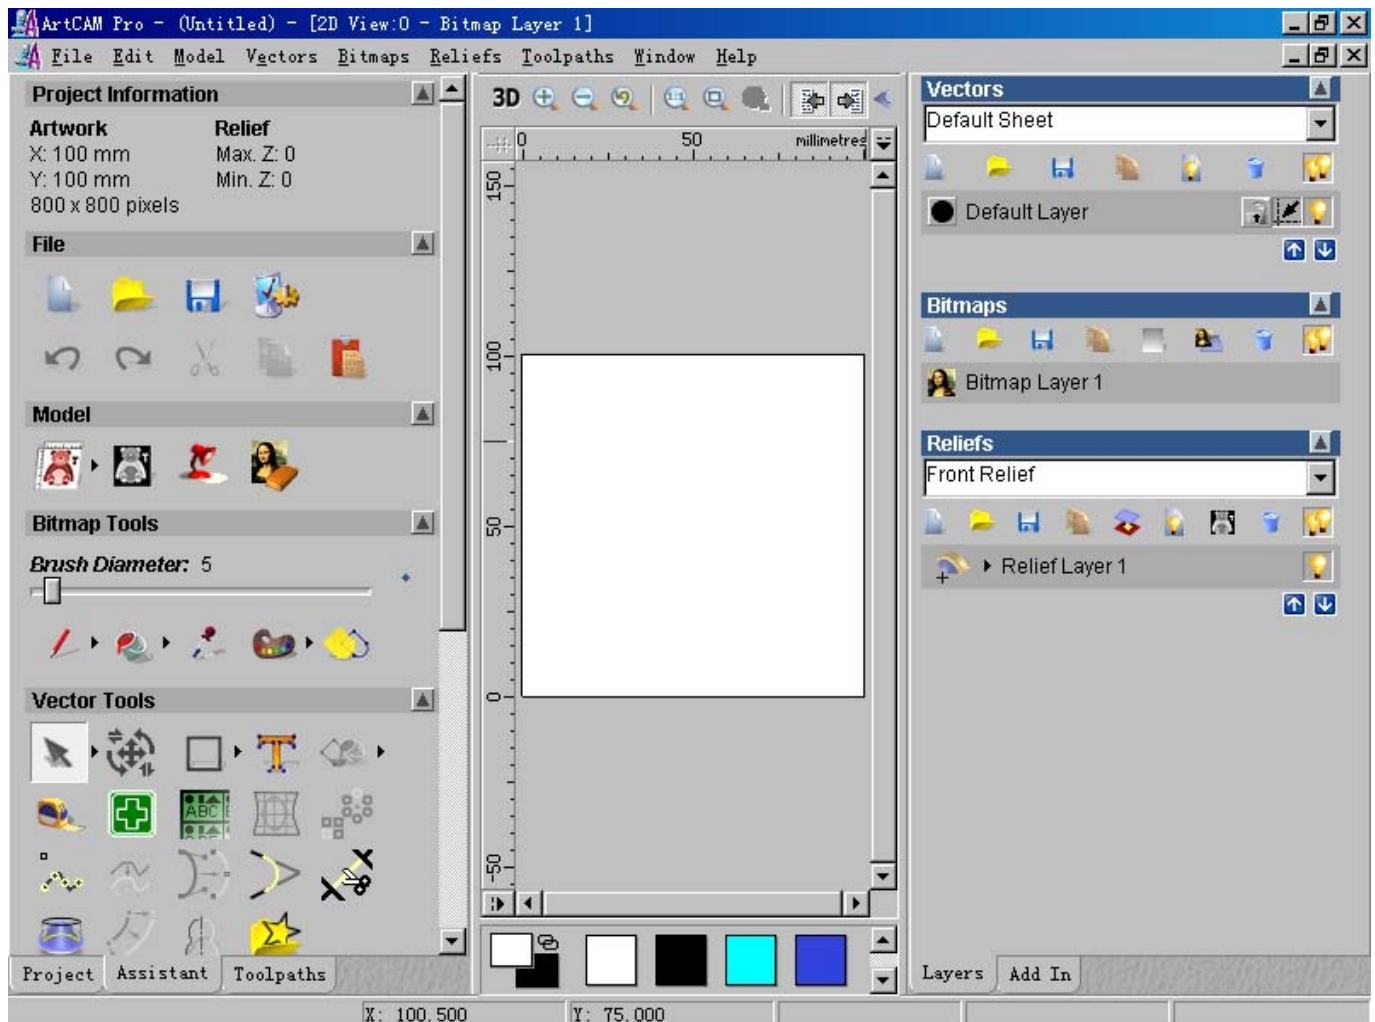 ArtCAM Pro - (Untitled) - [2D View:0 - Bitmap Layer 1]
File Edit Model Vectors Bitmaps Reliefs Toolpaths Window Help
Project Information
Artwork Relief
X: 100 mm Max. Z: 0
Y: 100 mm Min. Z: 0
800 x 800 pixels
File
Model
Bitmap Tools
Brush Diameter: 5
Vector Tools
ABC
Project Assistant Toolpaths
3D
0 50 millimetres
150
100
50
0
-50
X: 100.500 Y: 75.000
Vectors
Default Sheet
Default Layer
Bitmaps
Bitmap Layer 1
Reliefs
Front Relief
Relief Layer 1
Layers Add In